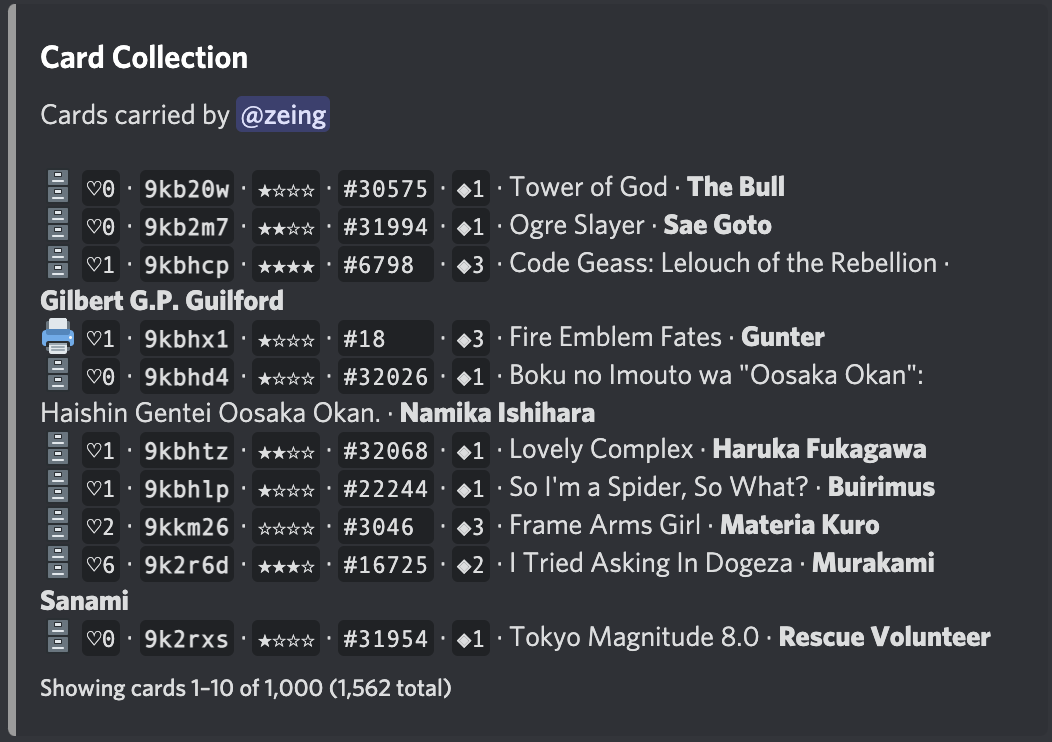 Card Collection
Cards carried by @zeing
♡0 · 9kb20w · ★☆☆☆ · #30575 · ◈1 · Tower of God · The Bull
♡0 · 9kb2m7 · ★★☆☆ · #31994 · ◈1 · Ogre Slayer · Sae Goto
♡1 · 9kbhcp · ★★★★ · #6798 · ◈3 · Code Geass: Lelouch of the Rebellion ·
Gilbert G.P. Guilford
♡1 · 9kbhx1 · ★☆☆☆ · #18 · ◈3 · Fire Emblem Fates · Gunter
♡0 · 9kbhd4 · ★☆☆☆ · #32026 · ◈1 · Boku no Imouto wa "Oosaka Okan":
Haishin Gentei Oosaka Okan. · Namika Ishihara
♡1 · 9kbhtz · ★★☆☆ · #32068 · ◈1 · Lovely Complex · Haruka Fukagawa
♡1 · 9kbhlp · ★☆☆☆ · #22244 · ◈1 · So I'm a Spider, So What? · Buirimus
♡2 · 9kkm26 · ☆☆☆☆ · #3046 · ◈3 · Frame Arms Girl · Materia Kuro
♡6 · 9k2r6d · ★★★☆ · #16725 · ◈2 · I Tried Asking In Dogeza · Murakami
Sanami
♡0 · 9k2rxs · ★☆☆☆ · #31954 · ◈1 · Tokyo Magnitude 8.0 · Rescue Volunteer
Showing cards 1–10 of 1,000 (1,562 total)